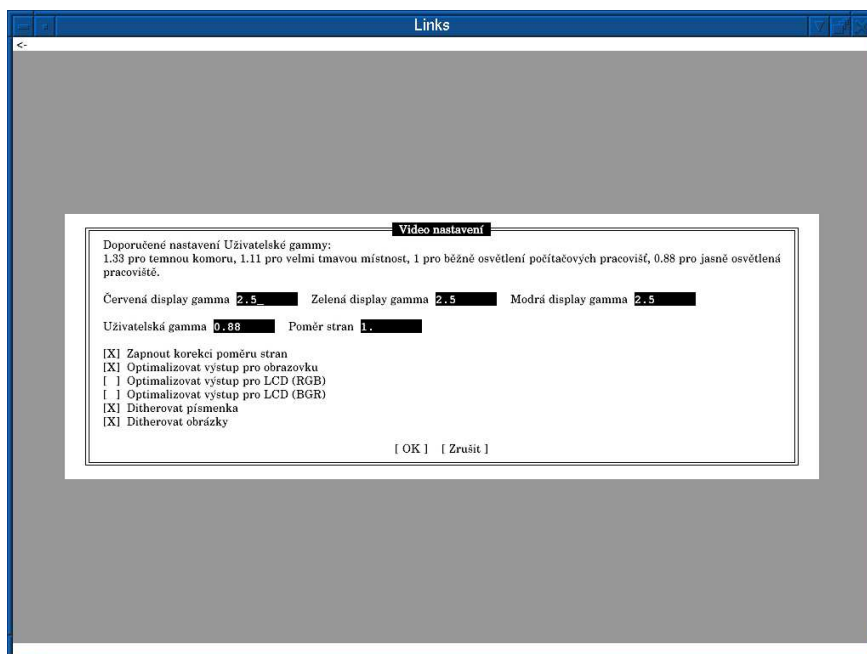 Links
<-
Video nastavení
Doporučené nastavení Uživatelské gammy:
1.33 pro temnou komoru, 1.11 pro velmi tmavou místnost, 1 pro běžné osvětlení počítačových pracovišť, 0.88 pro jasně osvětlená
pracoviště.
Červená display gamma 2.5_ Zelená display gamma 2.5 Modrá display gamma 2.5
Uživatelská gamma 0.88 Poměr stran 1.
[X] Zapnout korekci poměru stran
[X] Optimalizovat výstup pro obrazovku
[ ] Optimalizovat výstup pro LCD (RGB)
[ ] Optimalizovat výstup pro LCD (BGR)
[X] Ditherovat písmenka
[X] Ditherovat obrázky
[ OK ] [ Zrušit ]